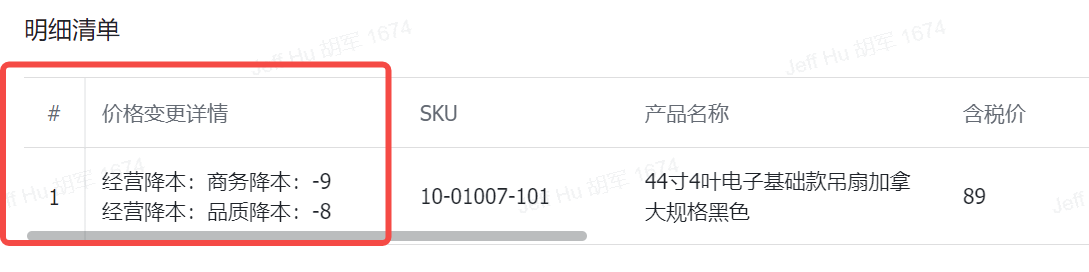 明细清单
# 价格变更详情 SKU 产品名称 含税价
1 经营降本：商务降本：-9 10-01007-101 44寸4叶电子基础款吊扇加拿 89
经营降本：品质降本：-8 大规格黑色
Jeff Hu 胡军 1674
Jeff Hu 胡军 1674
Jeff Hu 胡军 1674
Jeff Hu 胡军 1674
Jeff